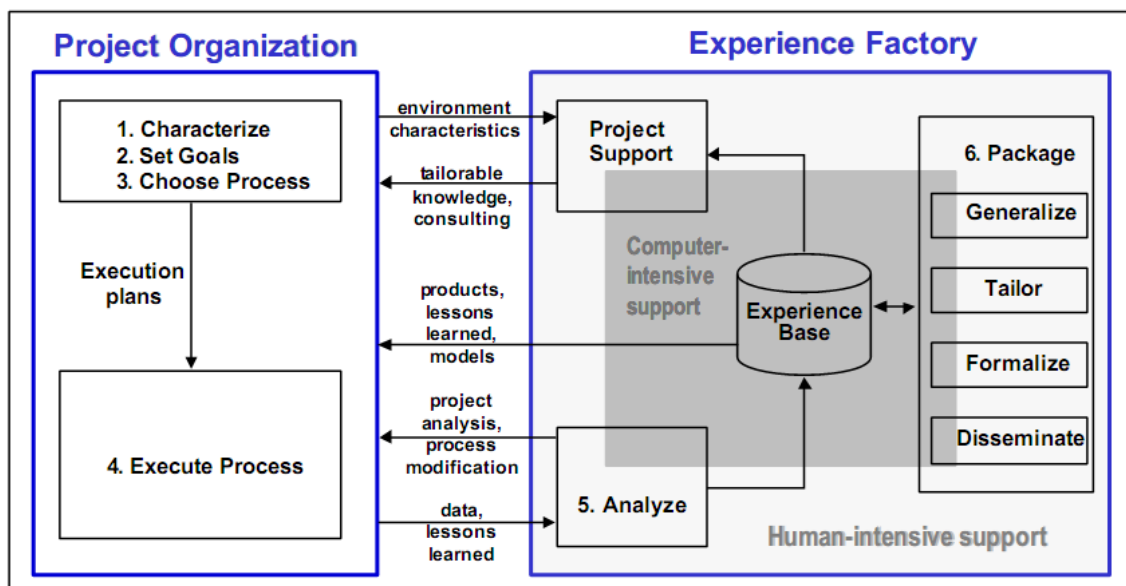 Project Organization
Experience Factory
1. Characterize
2. Set Goals
3. Choose Process
Execution
plans
4. Execute Process
environment
characteristics
tailorable
knowledge,
consulting
products,
lessons
learned,
models
project
analysis,
process
modification
data,
lessons
learned
Project
Support
Computer-
intensive
support
Experience
Base
5. Analyze
6. Package
Generalize
Tailor
Formalize
Disseminate
Human-intensive support